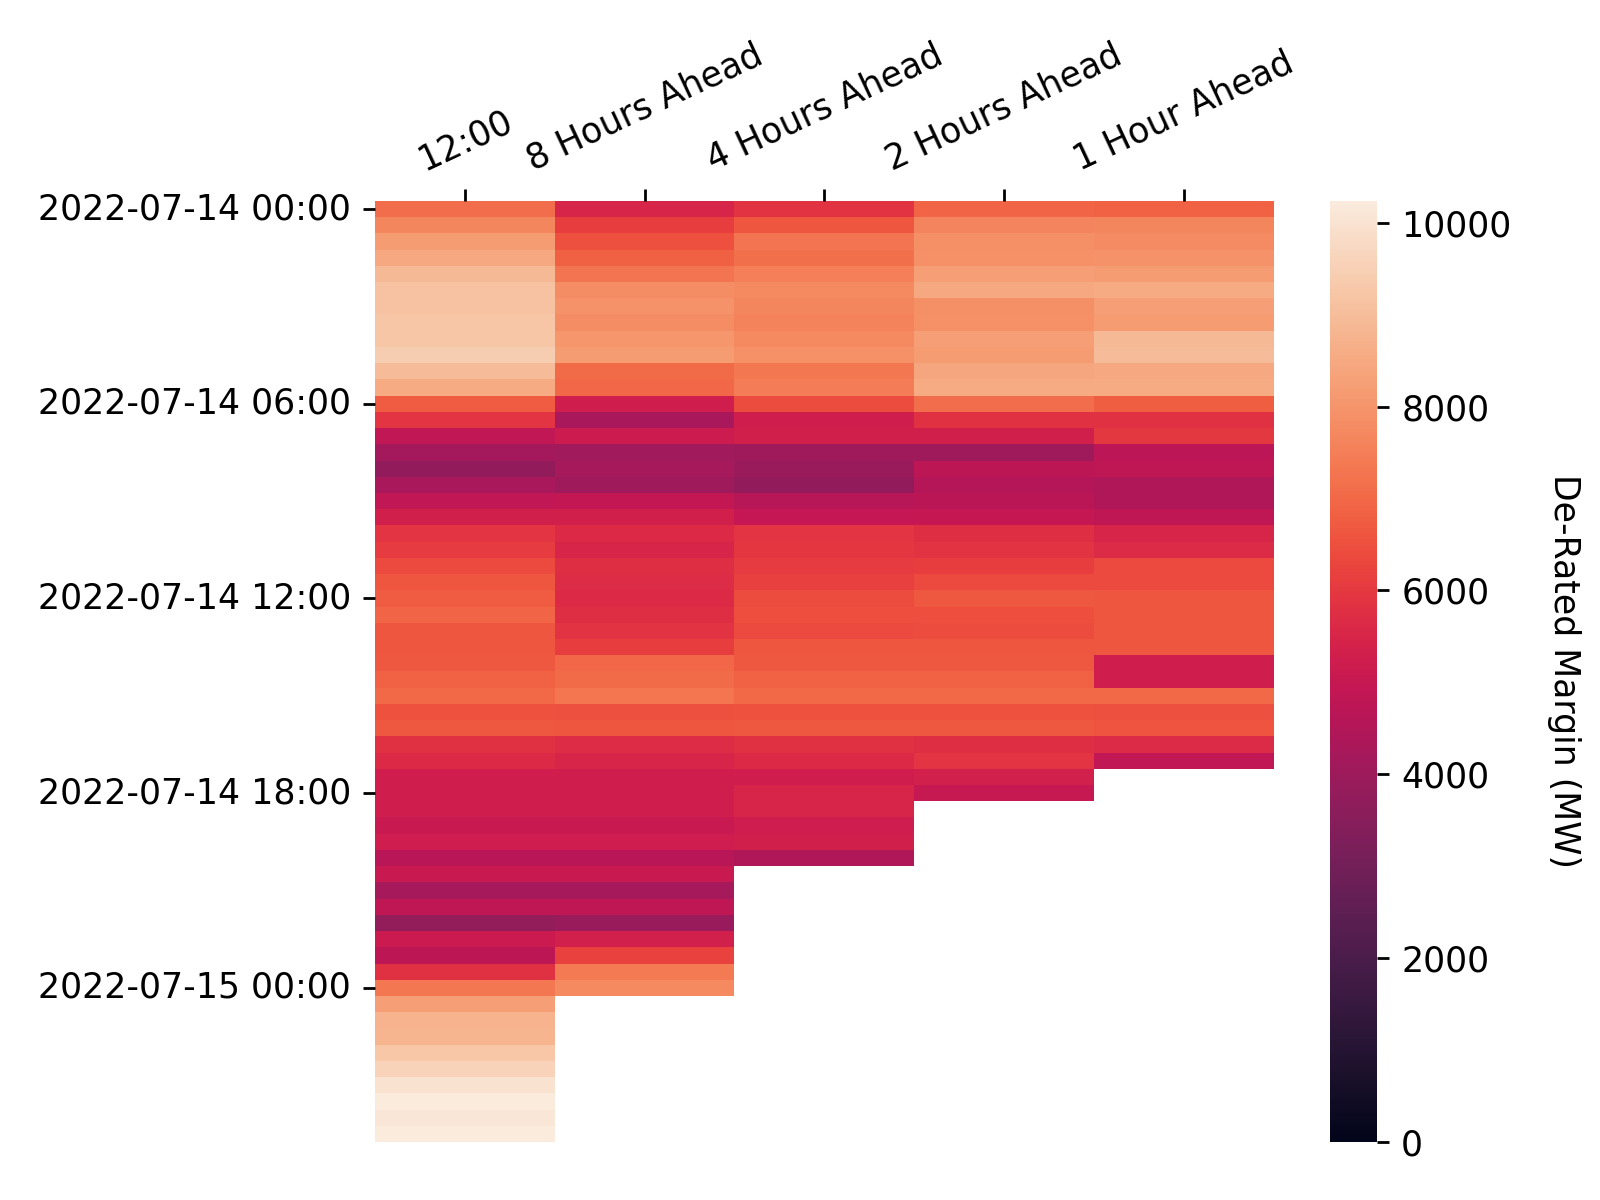 12:00
8 Hours Ahead
4 Hours Ahead
2 Hours Ahead
1 Hour Ahead
2022-07-14 00:00
2022-07-14 06:00
2022-07-14 12:00
2022-07-14 18:00
2022-07-15 00:00
10000
8000
6000
4000
2000
0
De-Rated Margin (MW)